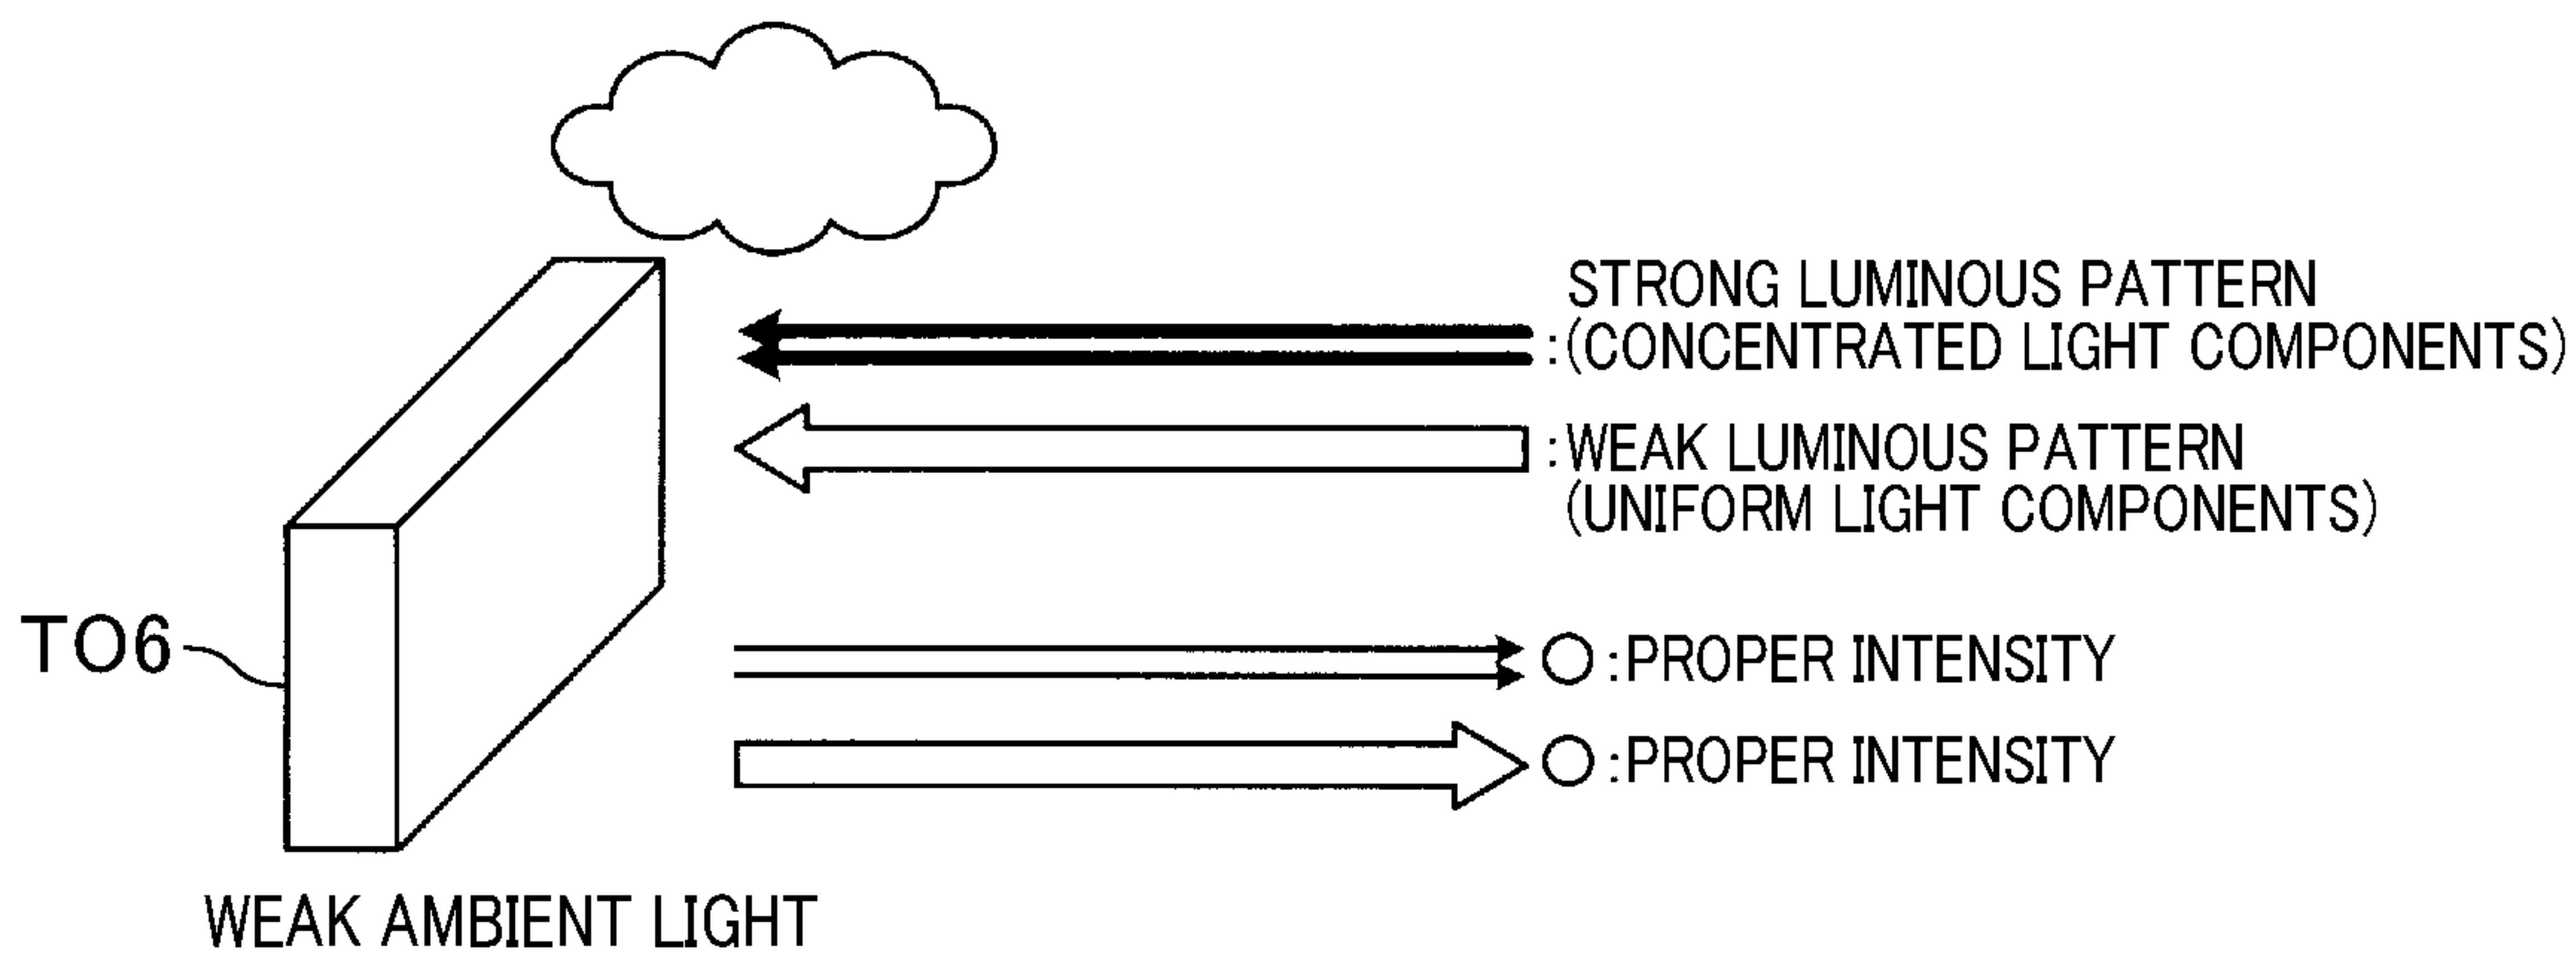 STRONG LUMINOUS PATTERN
:(CONCENTRATED LIGHT COMPONENTS)
:WEAK LUMINOUS PATTERN
(UNIFORM LIGHT COMPONENTS)
TO6
:PROPER INTENSITY
:PROPER INTENSITY
WEAK AMBIENT LIGHT